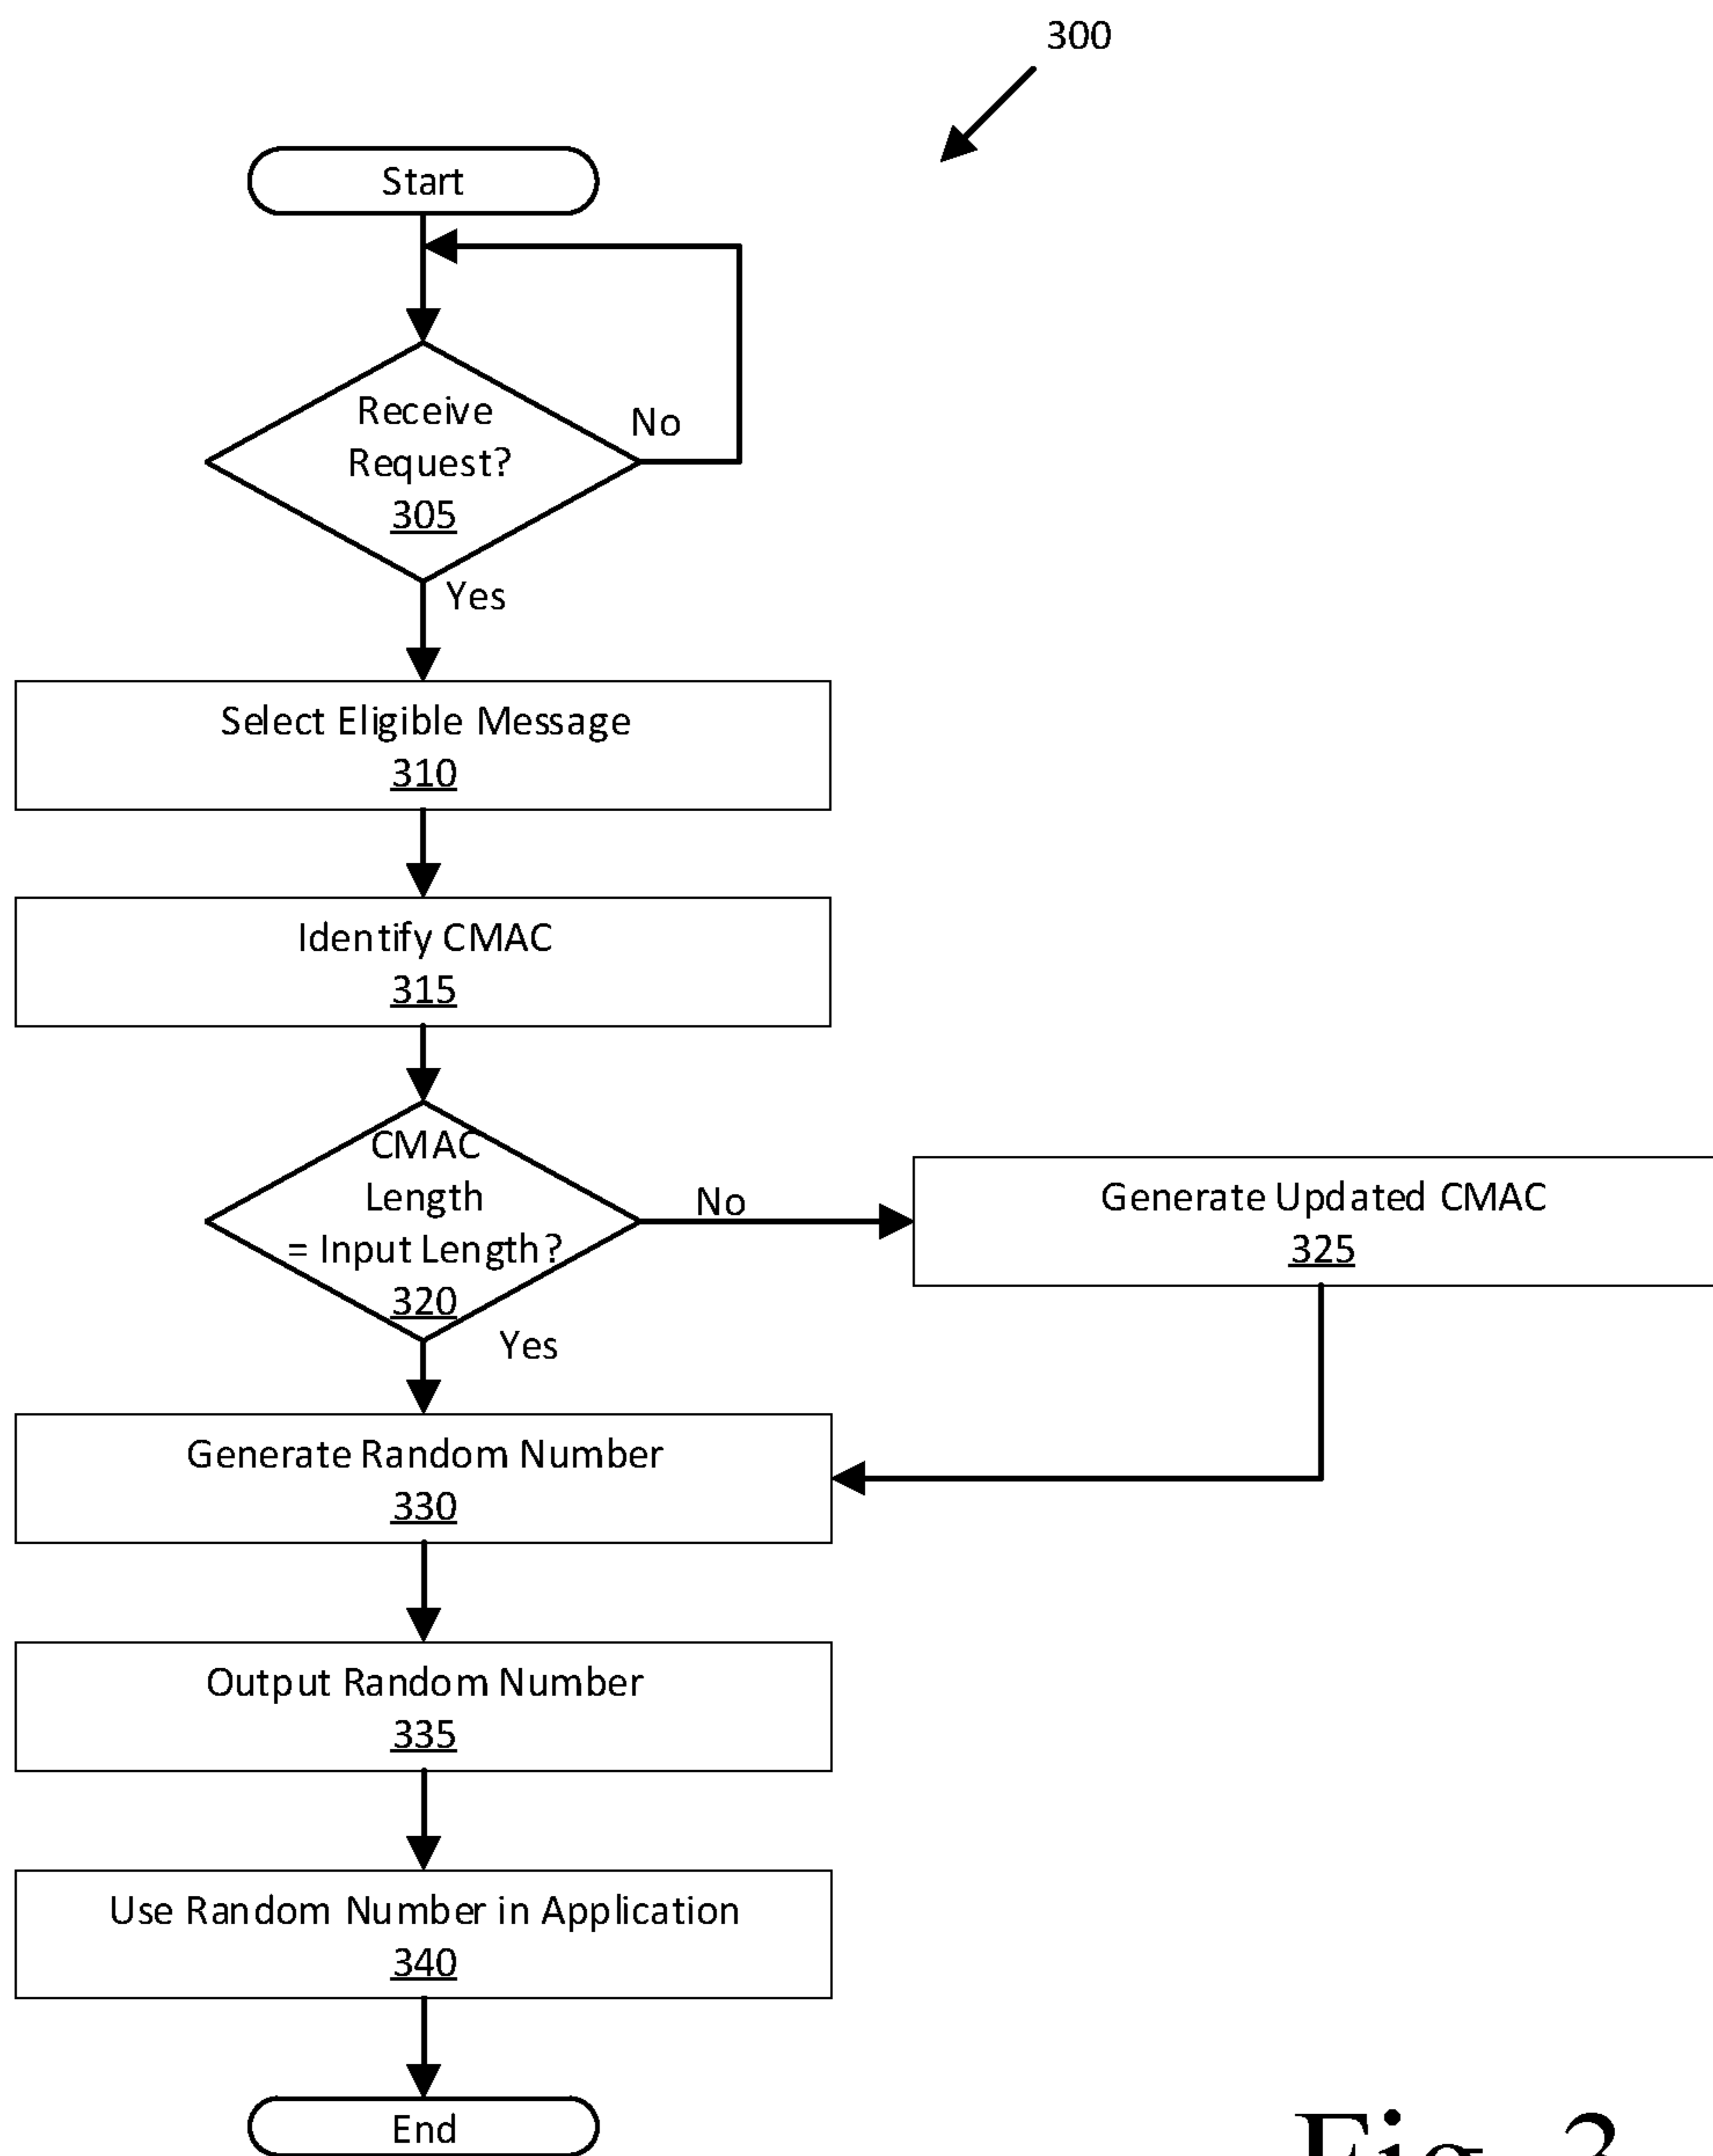 300
Start
Receive
Request?
305
No
Yes
Select Eligible Message
310
Identify CMAC
315
CMAC
Length
= Input Length?
320
No
Generate Updated CMAC
325
Yes
Generate Random Number
330
Output Random Number
335
Use Random Number in Application
340
End
Fig. 3